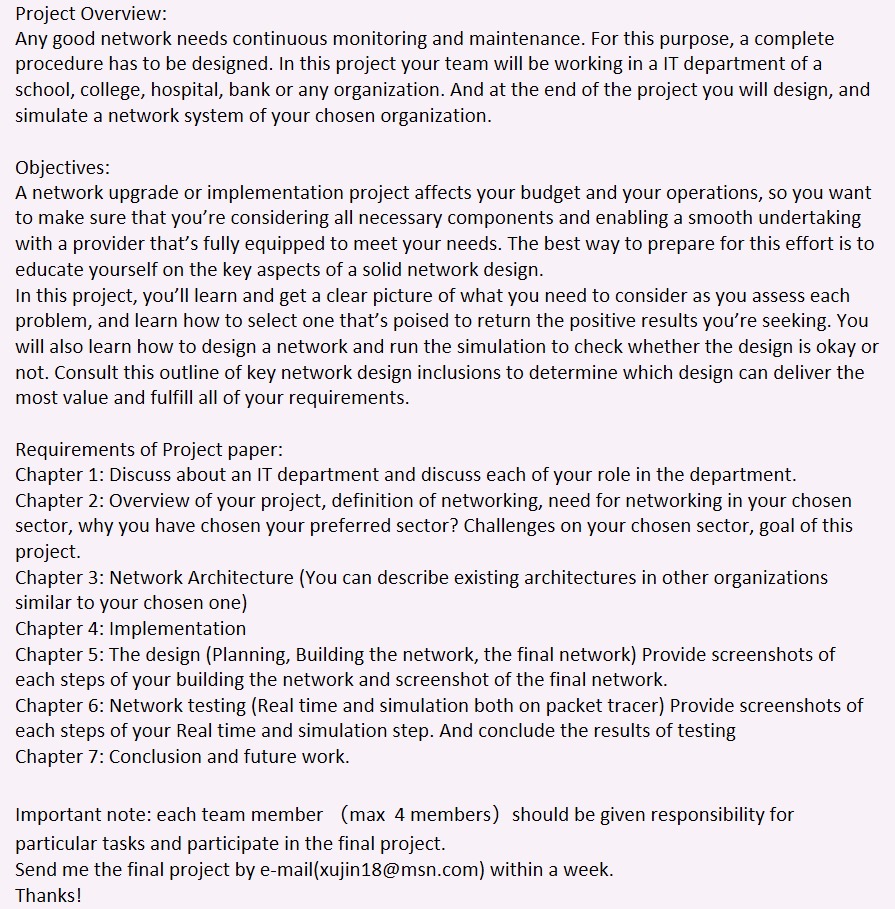 Project Overview:
Any good network needs continuous monitoring and maintenance. For this purpose, a complete
procedure has to be designed. In this project your team will be working in a IT department of a
school, college, hospital, bank or any organization. And at the end of the project you will design, and
simulate a network system of your chosen organization.
Objectives:
A network upgrade or implementation project affects your budget and your operations, so you want
to make sure that you’re considering all necessary components and enabling a smooth undertaking
with a provider that’s fully equipped to meet your needs. The best way to prepare for this effort is to
educate yourself on the key aspects of a solid network design.
In this project, you’ll learn and get a clear picture of what you need to consider as you assess each
problem, and learn how to select one that’s poised to return the positive results you’re seeking. You
will also learn how to design a network and run the simulation to check whether the design is okay or
not. Consult this outline of key network design inclusions to determine which design can deliver the
most value and fulfill all of your requirements.
Requirements of Project paper:
Chapter 1: Discuss about an IT department and discuss each of your role in the department.
Chapter 2: Overview of your project, definition of networking, need for networking in your chosen
sector, why you have chosen your preferred sector? Challenges on your chosen sector, goal of this
project.
Chapter 3: Network Architecture (You can describe existing architectures in other organizations
similar to your chosen one)
Chapter 4: Implementation
Chapter 5: The design (Planning, Building the network, the final network) Provide screenshots of
each steps of your building the network and screenshot of the final network.
Chapter 6: Network testing (Real time and simulation both on packet tracer) Provide screenshots of
each steps of your Real time and simulation step. And conclude the results of testing
Chapter 7: Conclusion and future work.
Important note: each team member （max 4 members）should be given responsibility for
particular tasks and participate in the final project.
Send me the final project by e-mail(xujin18@msn.com) within a week.
Thanks!